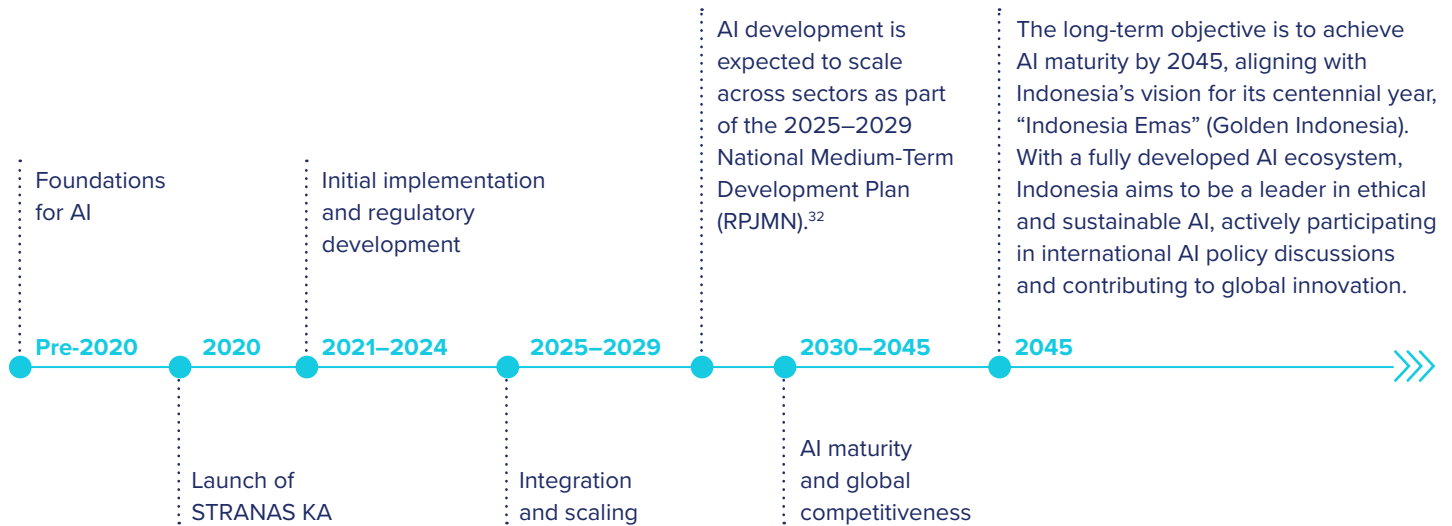 AI development is
expected to scale
across sectors as part
of the 2025–2029
National Medium-Term
Development Plan
(RPJMN).32
The long-term objective is to achieve
AI maturity by 2045, aligning with
Indonesia’s vision for its centennial year,
“Indonesia Emas” (Golden Indonesia).
With a fully developed AI ecosystem,
Indonesia aims to be a leader in ethical
and sustainable AI, actively participating
in international AI policy discussions
and contributing to global innovation.
Foundations
for AI
Initial implementation
and regulatory
development
Pre-2020
2020
2021–2024
2025–2029
2030–2045
2045
Launch of
STRANAS KA
Integration
and scaling
AI maturity
and global
competitiveness